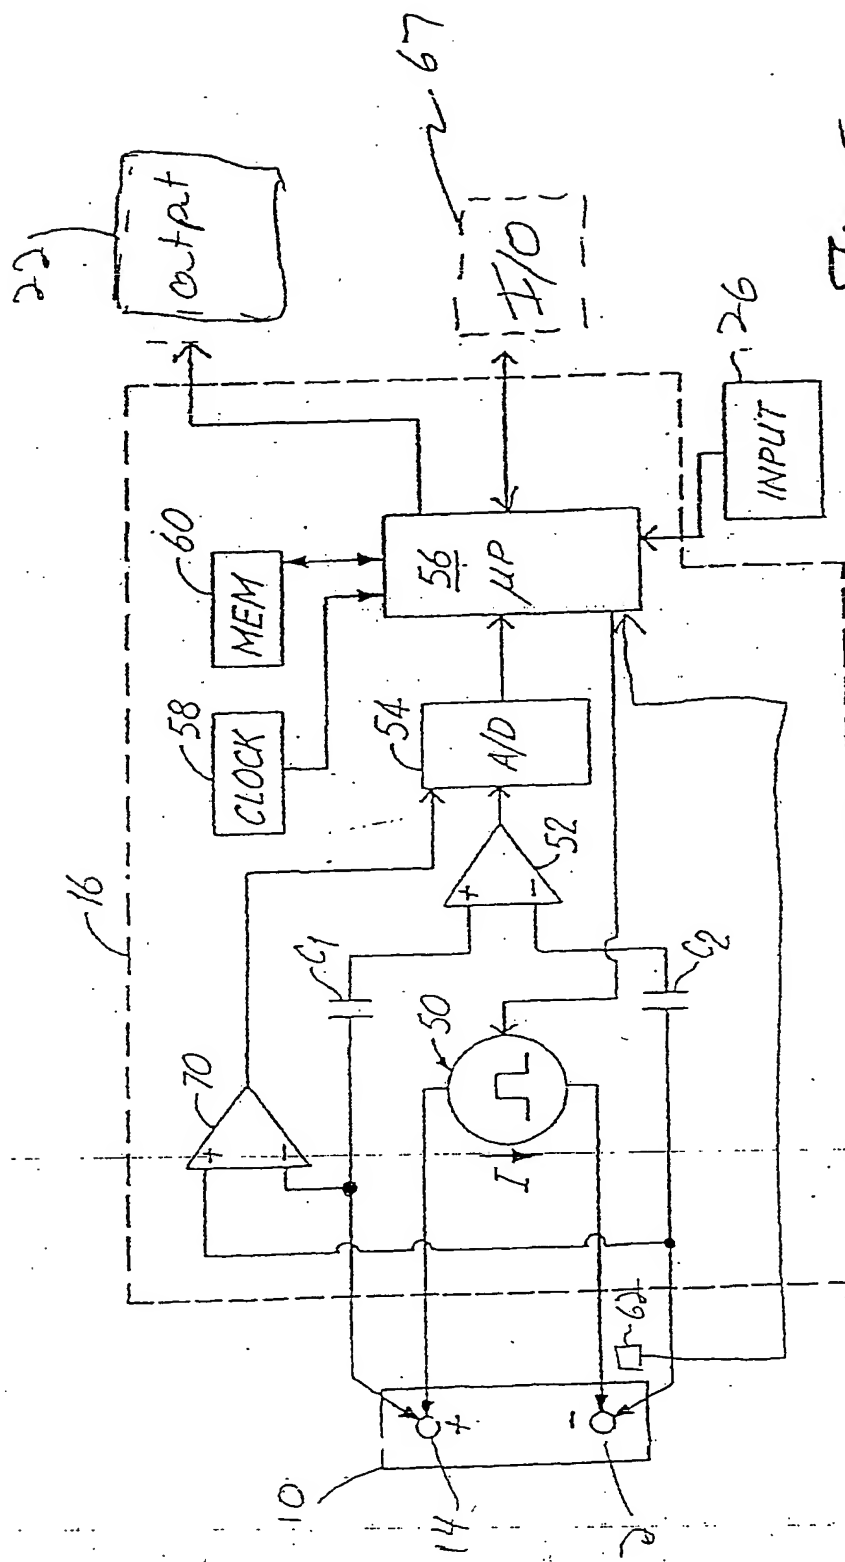 22
output
67
I/O
26
INPUT
16
60
MEM
58
CLOCK
56
μP
54
A/D
52
+
-
70
+
-
C1
C2
50
I
62
10
14
+
-